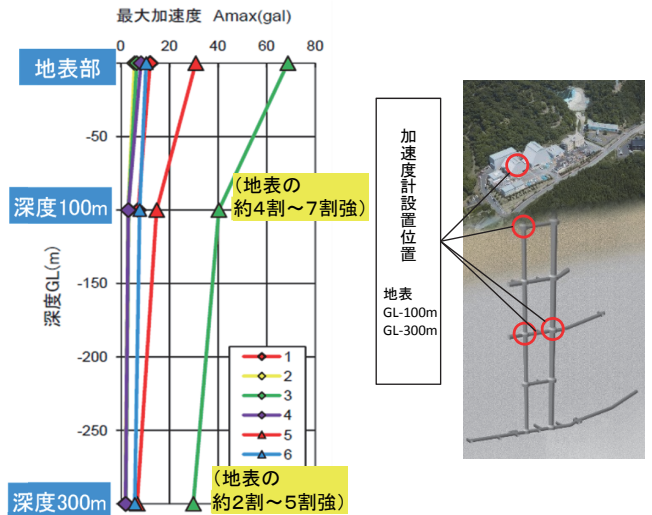 最大加速度 Amax(gal)
0 20 40 60 80
地表部
-50
深度100m
(地表の
約4割～7割強)
-150
深度GL(m)
-200
-250
1
2
3
4
5
6
深度300m
(地表の
約2割～5割強)
加速度計設置位置
地表
GL-100m
GL-300m